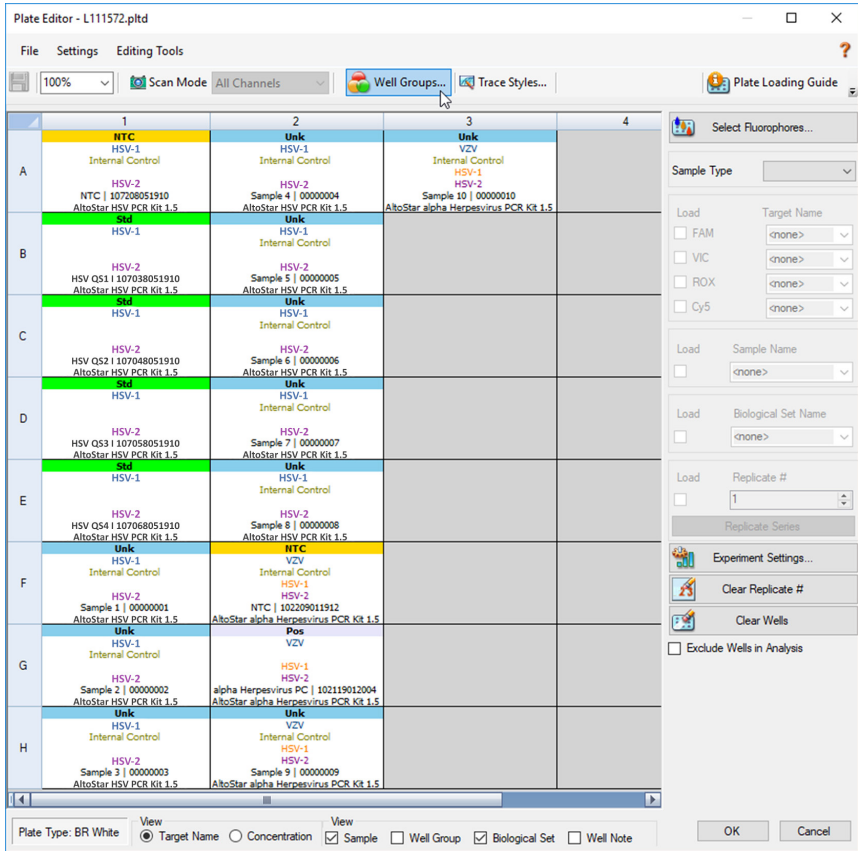 Plate Editor - L111572.pltd
File Settings Editing Tools ?
100% Scan Mode All Channels Well Groups... Trace Styles... Plate Loading Guide
1 2 3 4
A
NTC
HSV-1
Internal Control
HSV-2
NTC | 107208051910
AltoStar HSV PCR Kit 1.5
Unk
HSV-1
Internal Control
HSV-2
Sample 4 | 00000004
AltoStar HSV PCR Kit 1.5
Unk
VZV
Internal Control
HSV-1
HSV-2
Sample 10 | 00000010
AltoStar alpha Herpesvirus PCR Kit 1.5
B
Std
HSV-1
HSV-2
HSV QS1 I 107038051910
AltoStar HSV PCR Kit 1.5
Unk
HSV-1
Internal Control
HSV-2
Sample 5 | 00000005
AltoStar HSV PCR Kit 1.5
C
Std
HSV-1
HSV-2
HSV QS2 I 107048051910
AltoStar HSV PCR Kit 1.5
Unk
HSV-1
Internal Control
HSV-2
Sample 6 | 00000006
AltoStar HSV PCR Kit 1.5
D
Std
HSV-1
HSV-2
HSV QS3 I 107058051910
AltoStar HSV PCR Kit 1.5
Unk
HSV-1
Internal Control
HSV-2
Sample 7 | 00000007
AltoStar HSV PCR Kit 1.5
E
Std
HSV-1
HSV-2
HSV QS4 I 107068051910
AltoStar HSV PCR Kit 1.5
Unk
HSV-1
Internal Control
HSV-2
Sample 8 | 00000008
AltoStar HSV PCR Kit 1.5
F
Unk
HSV-1
Internal Control
HSV-2
Sample 1 | 00000001
AltoStar HSV PCR Kit 1.5
NTC
VZV
Internal Control
HSV-1
HSV-2
NTC | 102209011912
AltoStar alpha Herpesvirus PCR Kit 1.5
G
Unk
HSV-1
Internal Control
HSV-2
Sample 2 | 00000002
AltoStar HSV PCR Kit 1.5
Pos
VZV
HSV-1
HSV-2
alpha Herpesvirus PC | 102119012004
AltoStar alpha Herpesvirus PCR Kit 1.5
H
Unk
HSV-1
Internal Control
HSV-2
Sample 3 | 00000003
AltoStar HSV PCR Kit 1.5
Unk
VZV
Internal Control
HSV-1
HSV-2
Sample 9 | 00000009
AltoStar alpha Herpesvirus PCR Kit 1.5
Select Fluorophores...
Sample Type
Load Target Name
FAM <none>
VIC <none>
ROX <none>
Cy5 <none>
Load Sample Name
<none>
Load Biological Set Name
<none>
Load Replicate #
1
Replicate Series
Experiment Settings...
Clear Replicate #
Clear Wells
Exclude Wells in Analysis
Plate Type: BR White
View
Target Name Concentration
View
Sample Well Group Biological Set Well Note
OK Cancel